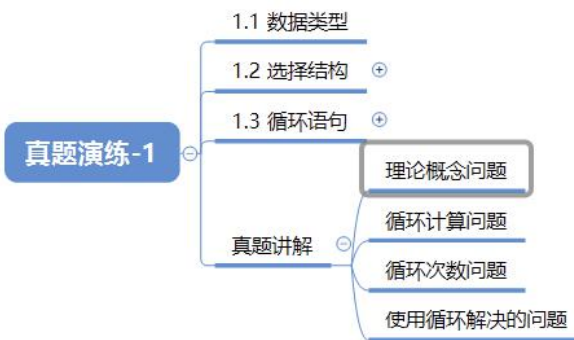 1.1 数据类型
1.2 选择结构
1.3 循环语句
真题演练-1
理论概念问题
循环计算问题
真题讲解
循环次数问题
使用循环解决的问题